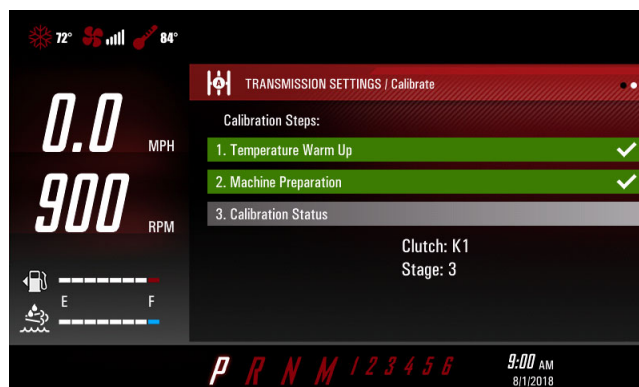 72° 84°
TRANSMISSION SETTINGS / Calibrate
Calibration Steps:
0.0 MPH
1. Temperature Warm Up
2. Machine Preparation
900 RPM
3. Calibration Status
Clutch: K1
Stage: 3
E F
P R N M 1 2 3 4 5 6
9:00 AM
8/1/2018